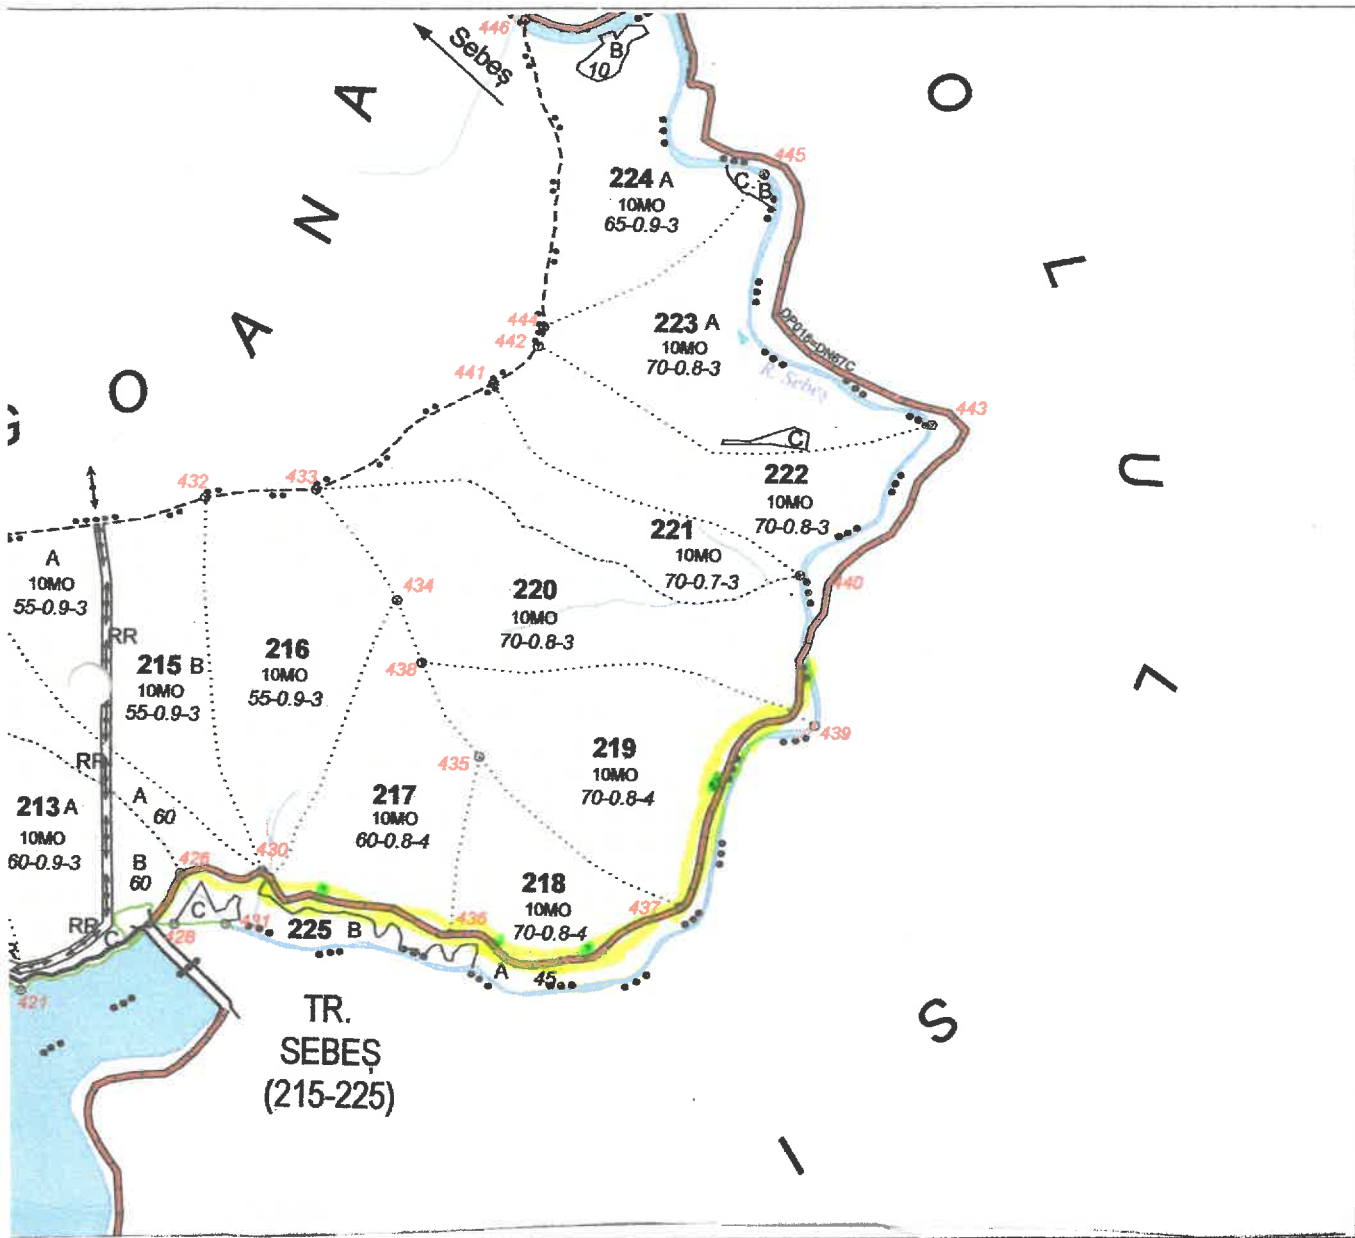 446
Sebeș
B
10
O
A
445
224 A
C-B
10MO
65-0.9-3
N
L
A
444
442
223 A
10MO
70-0.8-3
DP016=DN67C
441
R. Sebeș
O
443
G
C
432
433
222
10MO
70-0.8-3
U
221
10MO
70-0.7-3
A
10MO
55-0.9-3
434
220
10MO
70-0.8-3
440
RR
215 B
10MO
55-0.9-3
216
10MO
55-0.9-3
438
439
435
219
10MO
70-0.8-4
RR
213 A
10MO
60-0.9-3
A
60
217
10MO
60-0.8-4
B
60
426
430
218
10MO
70-0.8-4
437
C
431
436
225 B
RR
C
428
A
45
421
TR.
SEBEȘ
(215-225)
S
I